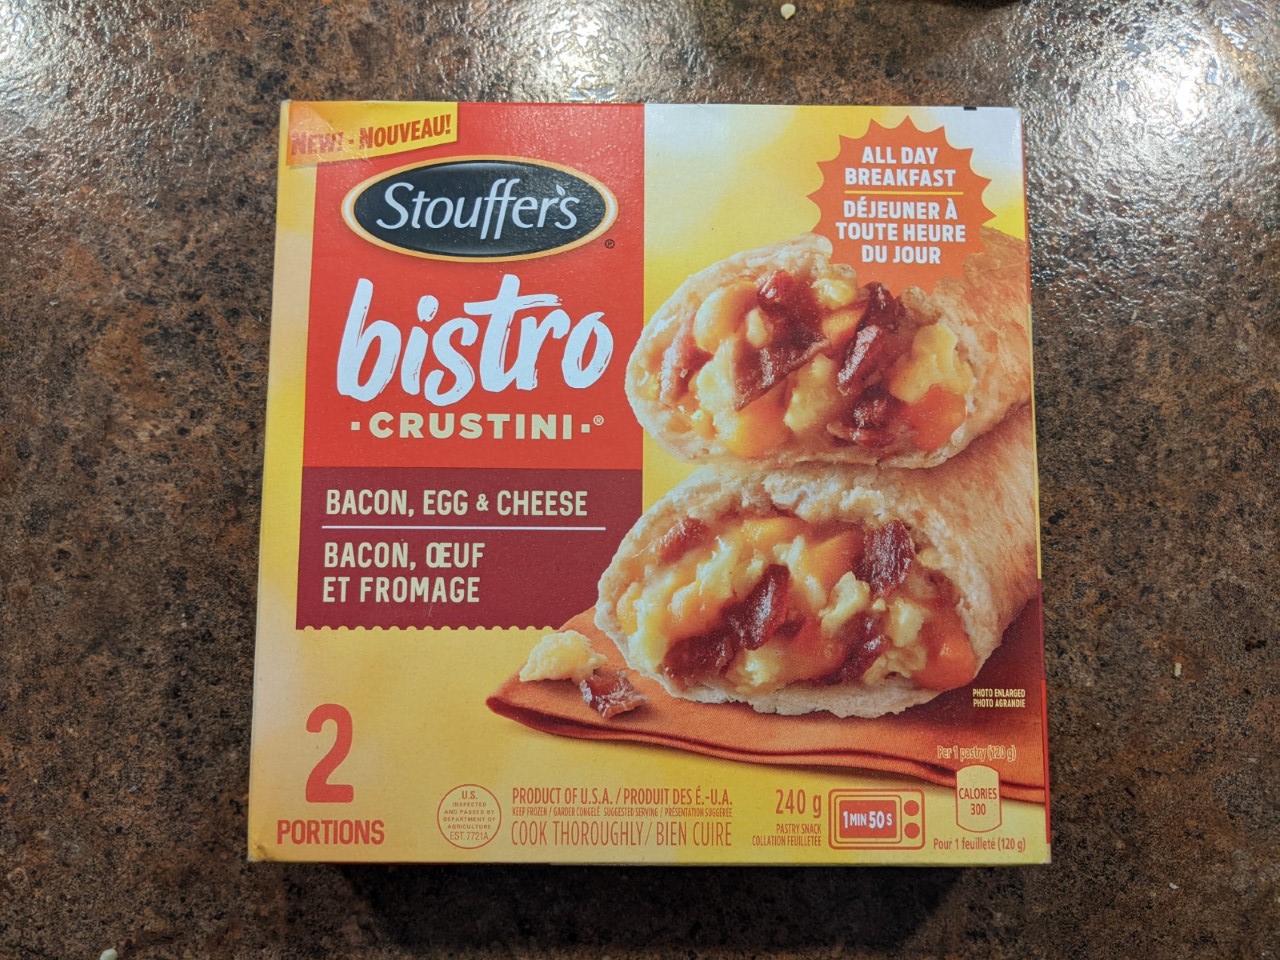 NEW! - NOUVEAU!
Stouffer's®
bistro
·CRUSTINI·®
BACON, EGG & CHEESE
BACON, ŒUF
ET FROMAGE
ALL DAY
BREAKFAST
DÉJEUNER À
TOUTE HEURE
DU JOUR
PHOTO ENLARGED
PHOTO AGRANDIE
2
PORTIONS
U.S.
INSPECTED
AND PASSED BY
DEPARTMENT OF
AGRICULTURE
EST. 7721A
PRODUCT OF U.S.A. / PRODUIT DES É.-U.A.
KEEP FROZEN / GARDER CONGELÉ SUGGESTED SERVING / PRÉSENTATION SUGGÉRÉE
COOK THOROUGHLY / BIEN CUIRE
240 g
PASTRY SNACK
COLLATION FEUILLETÉE
1 MIN 50 S
Per 1 pastry (120 g)
CALORIES
300
Pour 1 feuilleté (120 g)